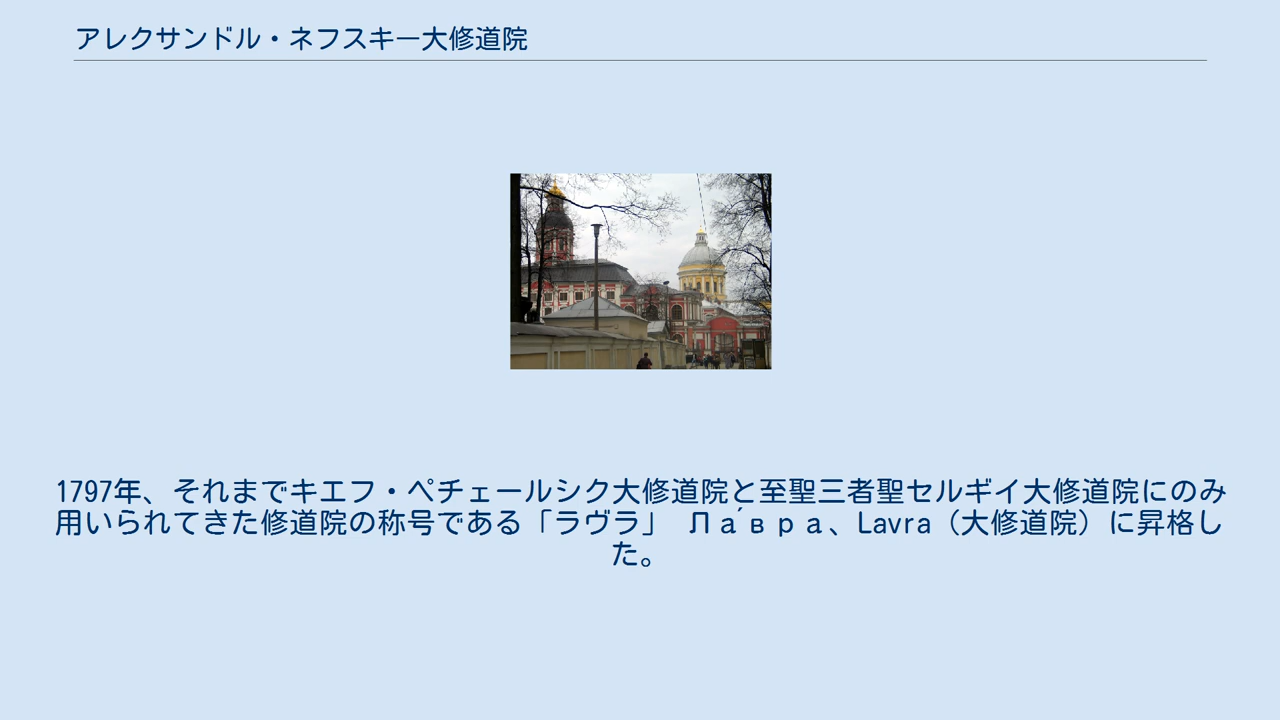 アレクサンドル・ネフスキー大修道院
1797年、それまでキエフ・ペチェールシク大修道院と至聖三者聖セルギイ大修道院にのみ
用いられてきた修道院の称号である「ラヴラ」 Ла́вра、Lavra（大修道院）に昇格し
た。